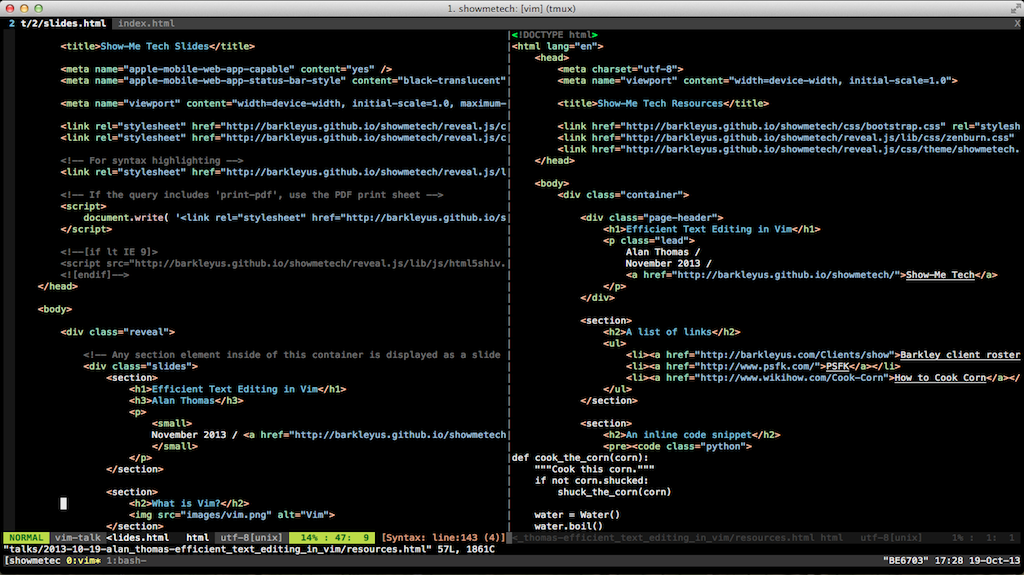 1. showmetech: [vim] (tmux)
2 t/2/slides.html index.html X
<title>Show-Me Tech Slides</title>
<meta name="apple-mobile-web-app-capable" content="yes" />
<meta name="apple-mobile-web-app-status-bar-style" content="black-translucent"
<meta name="viewport" content="width=device-width, initial-scale=1.0, maximum-
<link rel="stylesheet" href="http://barkleyus.github.io/showmetech/reveal.js/c
<link rel="stylesheet" href="http://barkleyus.github.io/showmetech/reveal.js/c
<!-- For syntax highlighting -->
<link rel="stylesheet" href="http://barkleyus.github.io/showmetech/reveal.js/l
<!-- If the query includes 'print-pdf', use the PDF print sheet -->
<script>
document.write( '<link rel="stylesheet" href="http://barkleyus.github.io/s
</script>
<!--[if lt IE 9]>
<script src="http://barkleyus.github.io/showmetech/reveal.js/lib/js/html5shiv.
<![endif]-->
</head>
<body>
<div class="reveal">
<!-- Any section element inside of this container is displayed as a slide
<div class="slides">
<section>
<h1>Efficient Text Editing in Vim</h1>
<h3>Alan Thomas</h3>
<p>
<small>
November 2013 / <a href="http://barkleyus.github.io/showmetech
</small>
</p>
</section>
<section>
<h2>What is Vim?</h2>
<img src="images/vim.png" alt="Vim">
</section>
<!DOCTYPE html>
<html lang="en">
<head>
<meta charset="utf-8">
<meta name="viewport" content="width=device-width, initial-scale=1.0">
<title>Show-Me Tech Resources</title>
<link href="http://barkleyus.github.io/showmetech/css/bootstrap.css" rel="stylesh
<link href="http://barkleyus.github.io/showmetech/reveal.js/lib/css/zenburn.css"
<link href="http://barkleyus.github.io/showmetech/reveal.js/css/theme/showmetech.
</head>
<body>
<div class="container">
<div class="page-header">
<h1>Efficient Text Editing in Vim</h1>
<p class="lead">
Alan Thomas /
November 2013 /
<a href="http://barkleyus.github.io/showmetech/">Show-Me Tech</a>
</p>
</div>
<section>
<h2>A list of links</h2>
<ul>
<li><a href="http://barkleyus.com/Clients/show">Barkley client roster
<li><a href="http://www.psfk.com/">PSFK</a></li>
<li><a href="http://www.wikihow.com/Cook-Corn">How to Cook Corn</a></
</ul>
</section>
<section>
<h2>An inline code snippet</h2>
<pre><code class="python">
def cook_the_corn(corn):
"""Cook this corn."""
if not corn.shucked:
shuck_the_corn(corn)
water = Water()
water.boil()
NORMAL vim-talk <lides.html html utf-8[unix] 14% : 47: 9 [Syntax: line:143 (4)] <_thomas-efficient_text_editing_in_vim/resources.html html utf-8[unix] 1% : 1: 1
"talks/2013-10-19-alan_thomas-efficient_text_editing_in_vim/resources.html" 57L, 1861C
[showmetec 0:vim* 1:bash- "BE6703" 17:28 19-Oct-13